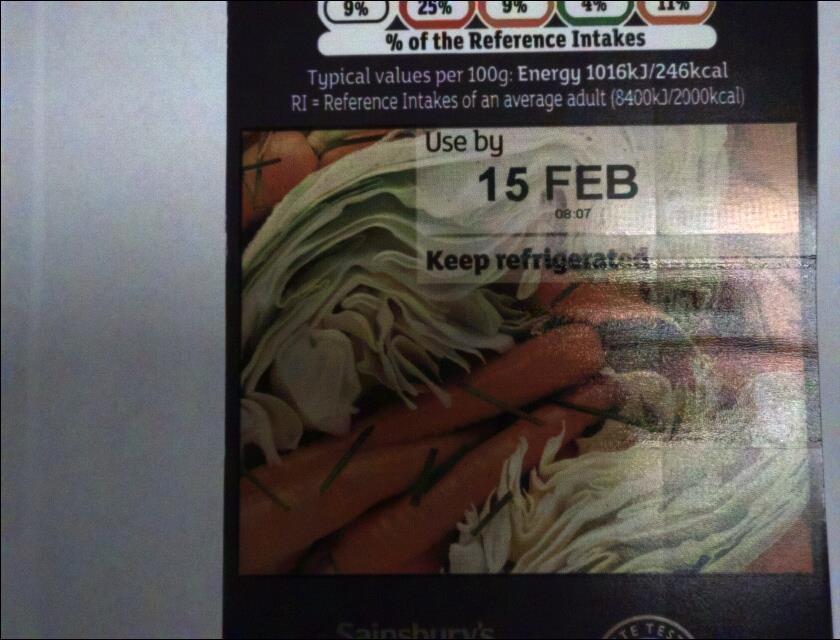 9% 25% 9% 4% 11%
% of the Reference Intakes
Typical values per 100g: Energy 1016kJ/246kcal
RI = Reference Intakes of an average adult (8400kJ/2000kcal)
Use by
15 FEB
08:07
Keep refrigerated
Sainsbury's